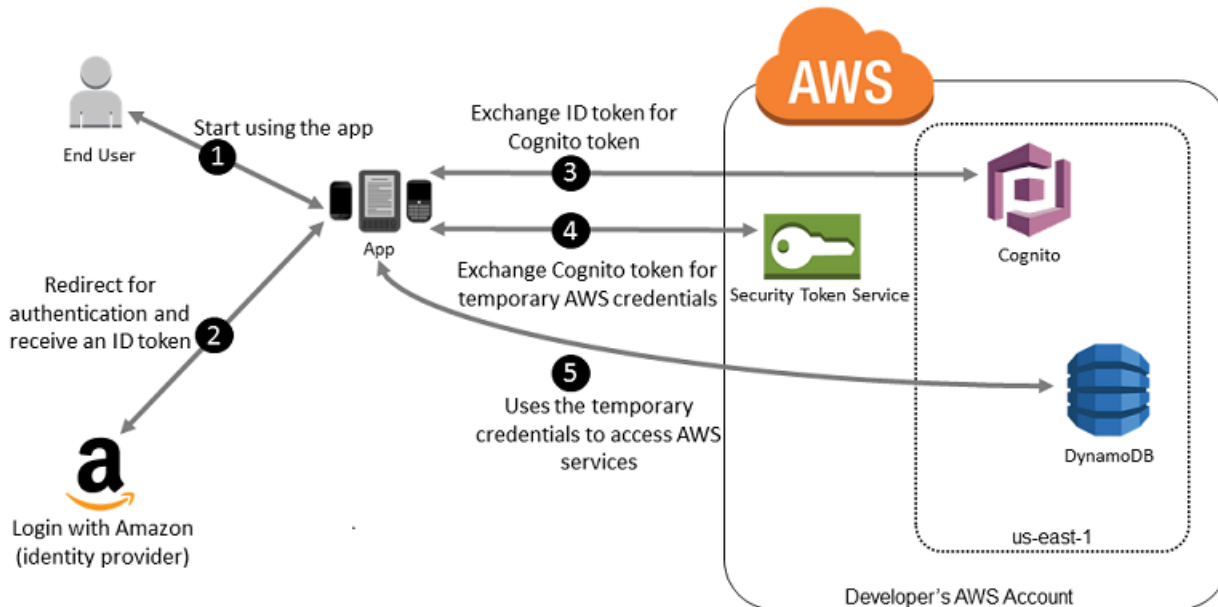 AWS
End User
Start using the app
1
Exchange ID token for
Cognito token
3
App
4
Exchange Cognito token for
temporary AWS credentials
Security Token Service
Cognito
Redirect for
authentication and
receive an ID token
2
5
Uses the temporary
credentials to access AWS
services
DynamoDB
a
Login with Amazon
(identity provider)
.
us-east-1
Developer's AWS Account